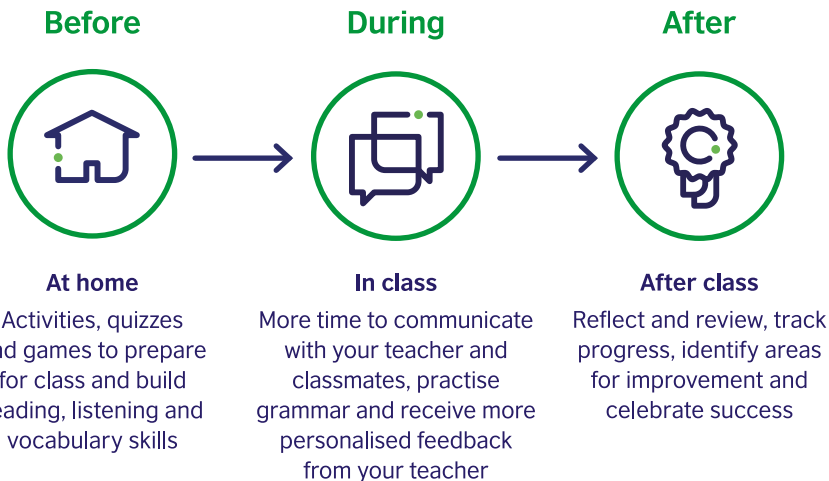 Before
During
After
At home
In class
After class
Activities, quizzes
and games to prepare
for class and build
reading, listening and
vocabulary skills
More time to communicate
with your teacher and
classmates, practise
grammar and receive more
personalised feedback
from your teacher
Reflect and review, track
progress, identify areas
for improvement and
celebrate success